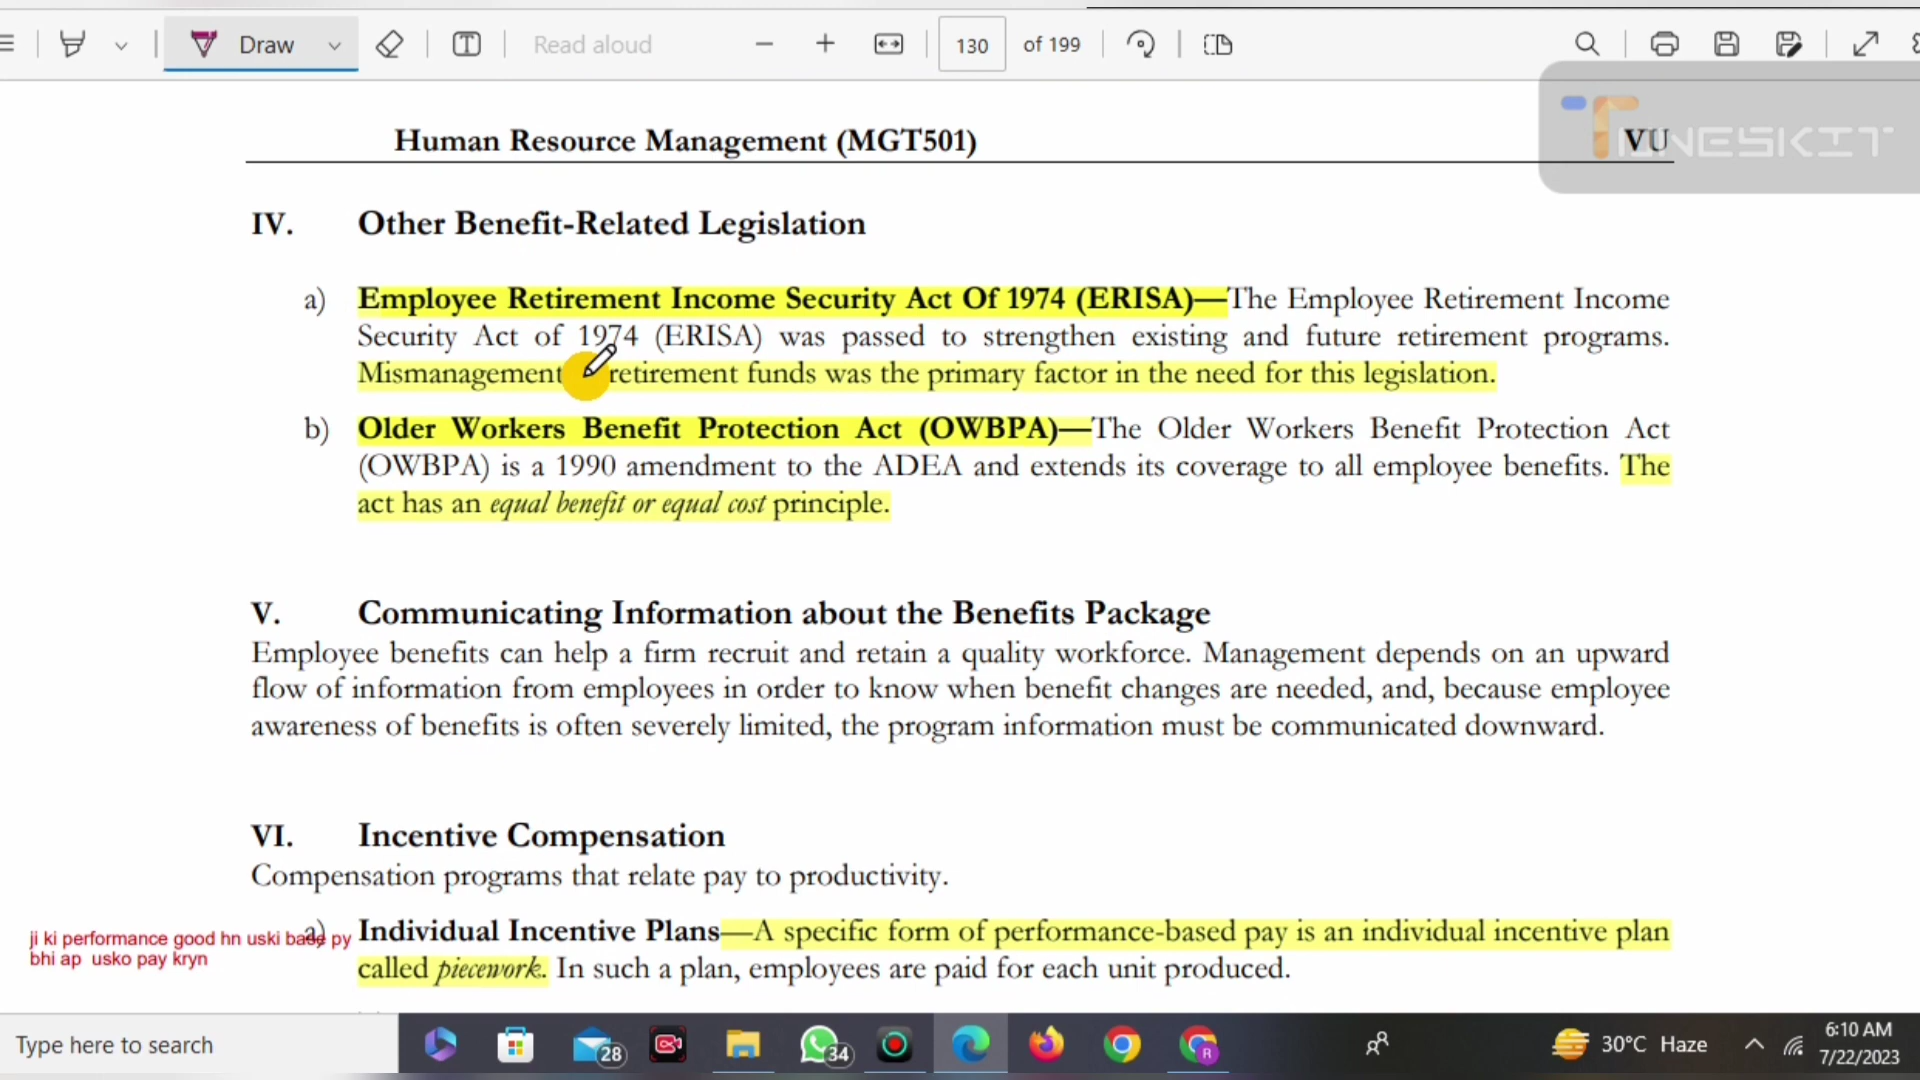 Draw
Read aloud
130 of 199
Human Resource Management (MGT501) VU
TUNESKIT
IV. Other Benefit-Related Legislation
a) Employee Retirement Income Security Act Of 1974 (ERISA)—The Employee Retirement Income
Security Act of 1974 (ERISA) was passed to strengthen existing and future retirement programs.
Mismanagement retirement funds was the primary factor in the need for this legislation.
b) Older Workers Benefit Protection Act (OWBPA)—The Older Workers Benefit Protection Act
(OWBPA) is a 1990 amendment to the ADEA and extends its coverage to all employee benefits. The
act has an equal benefit or equal cost principle.
V. Communicating Information about the Benefits Package
Employee benefits can help a firm recruit and retain a quality workforce. Management depends on an upward
flow of information from employees in order to know when benefit changes are needed, and, because employee
awareness of benefits is often severely limited, the program information must be communicated downward.
VI. Incentive Compensation
Compensation programs that relate pay to productivity.
a) Individual Incentive Plans—A specific form of performance-based pay is an individual incentive plan
called piecework. In such a plan, employees are paid for each unit produced.
ji ki performance good hn uski base py
bhi ap usko pay kryn
Type here to search
28
34
R
30°C Haze
6:10 AM
7/22/2023